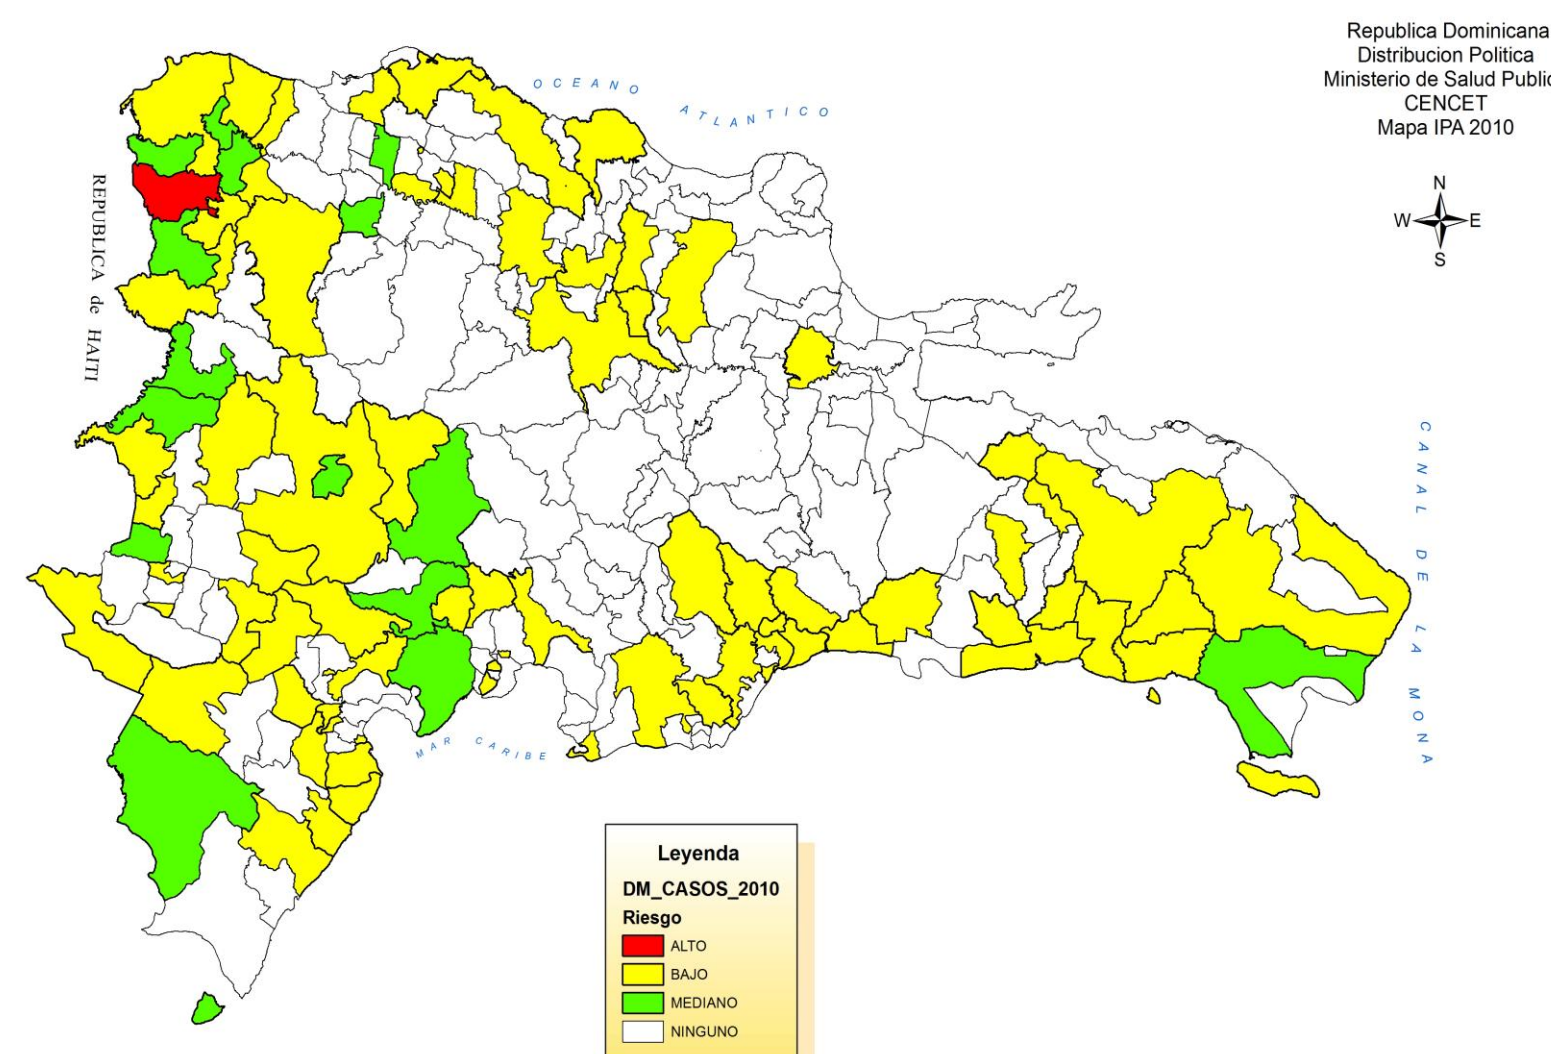 Republica Dominicana
Distribucion Politica
Ministerio de Salud Public
CENCET
Mapa IPA 2010
N
W E
S
OCEANO ATLANTICO
REPUBLICA de HAITI
CANAL DE LA MONA
MAR CARIBE
Leyenda
DM_CASOS_2010
Riesgo
ALTO
BAJO
MEDIANO
NINGUNO